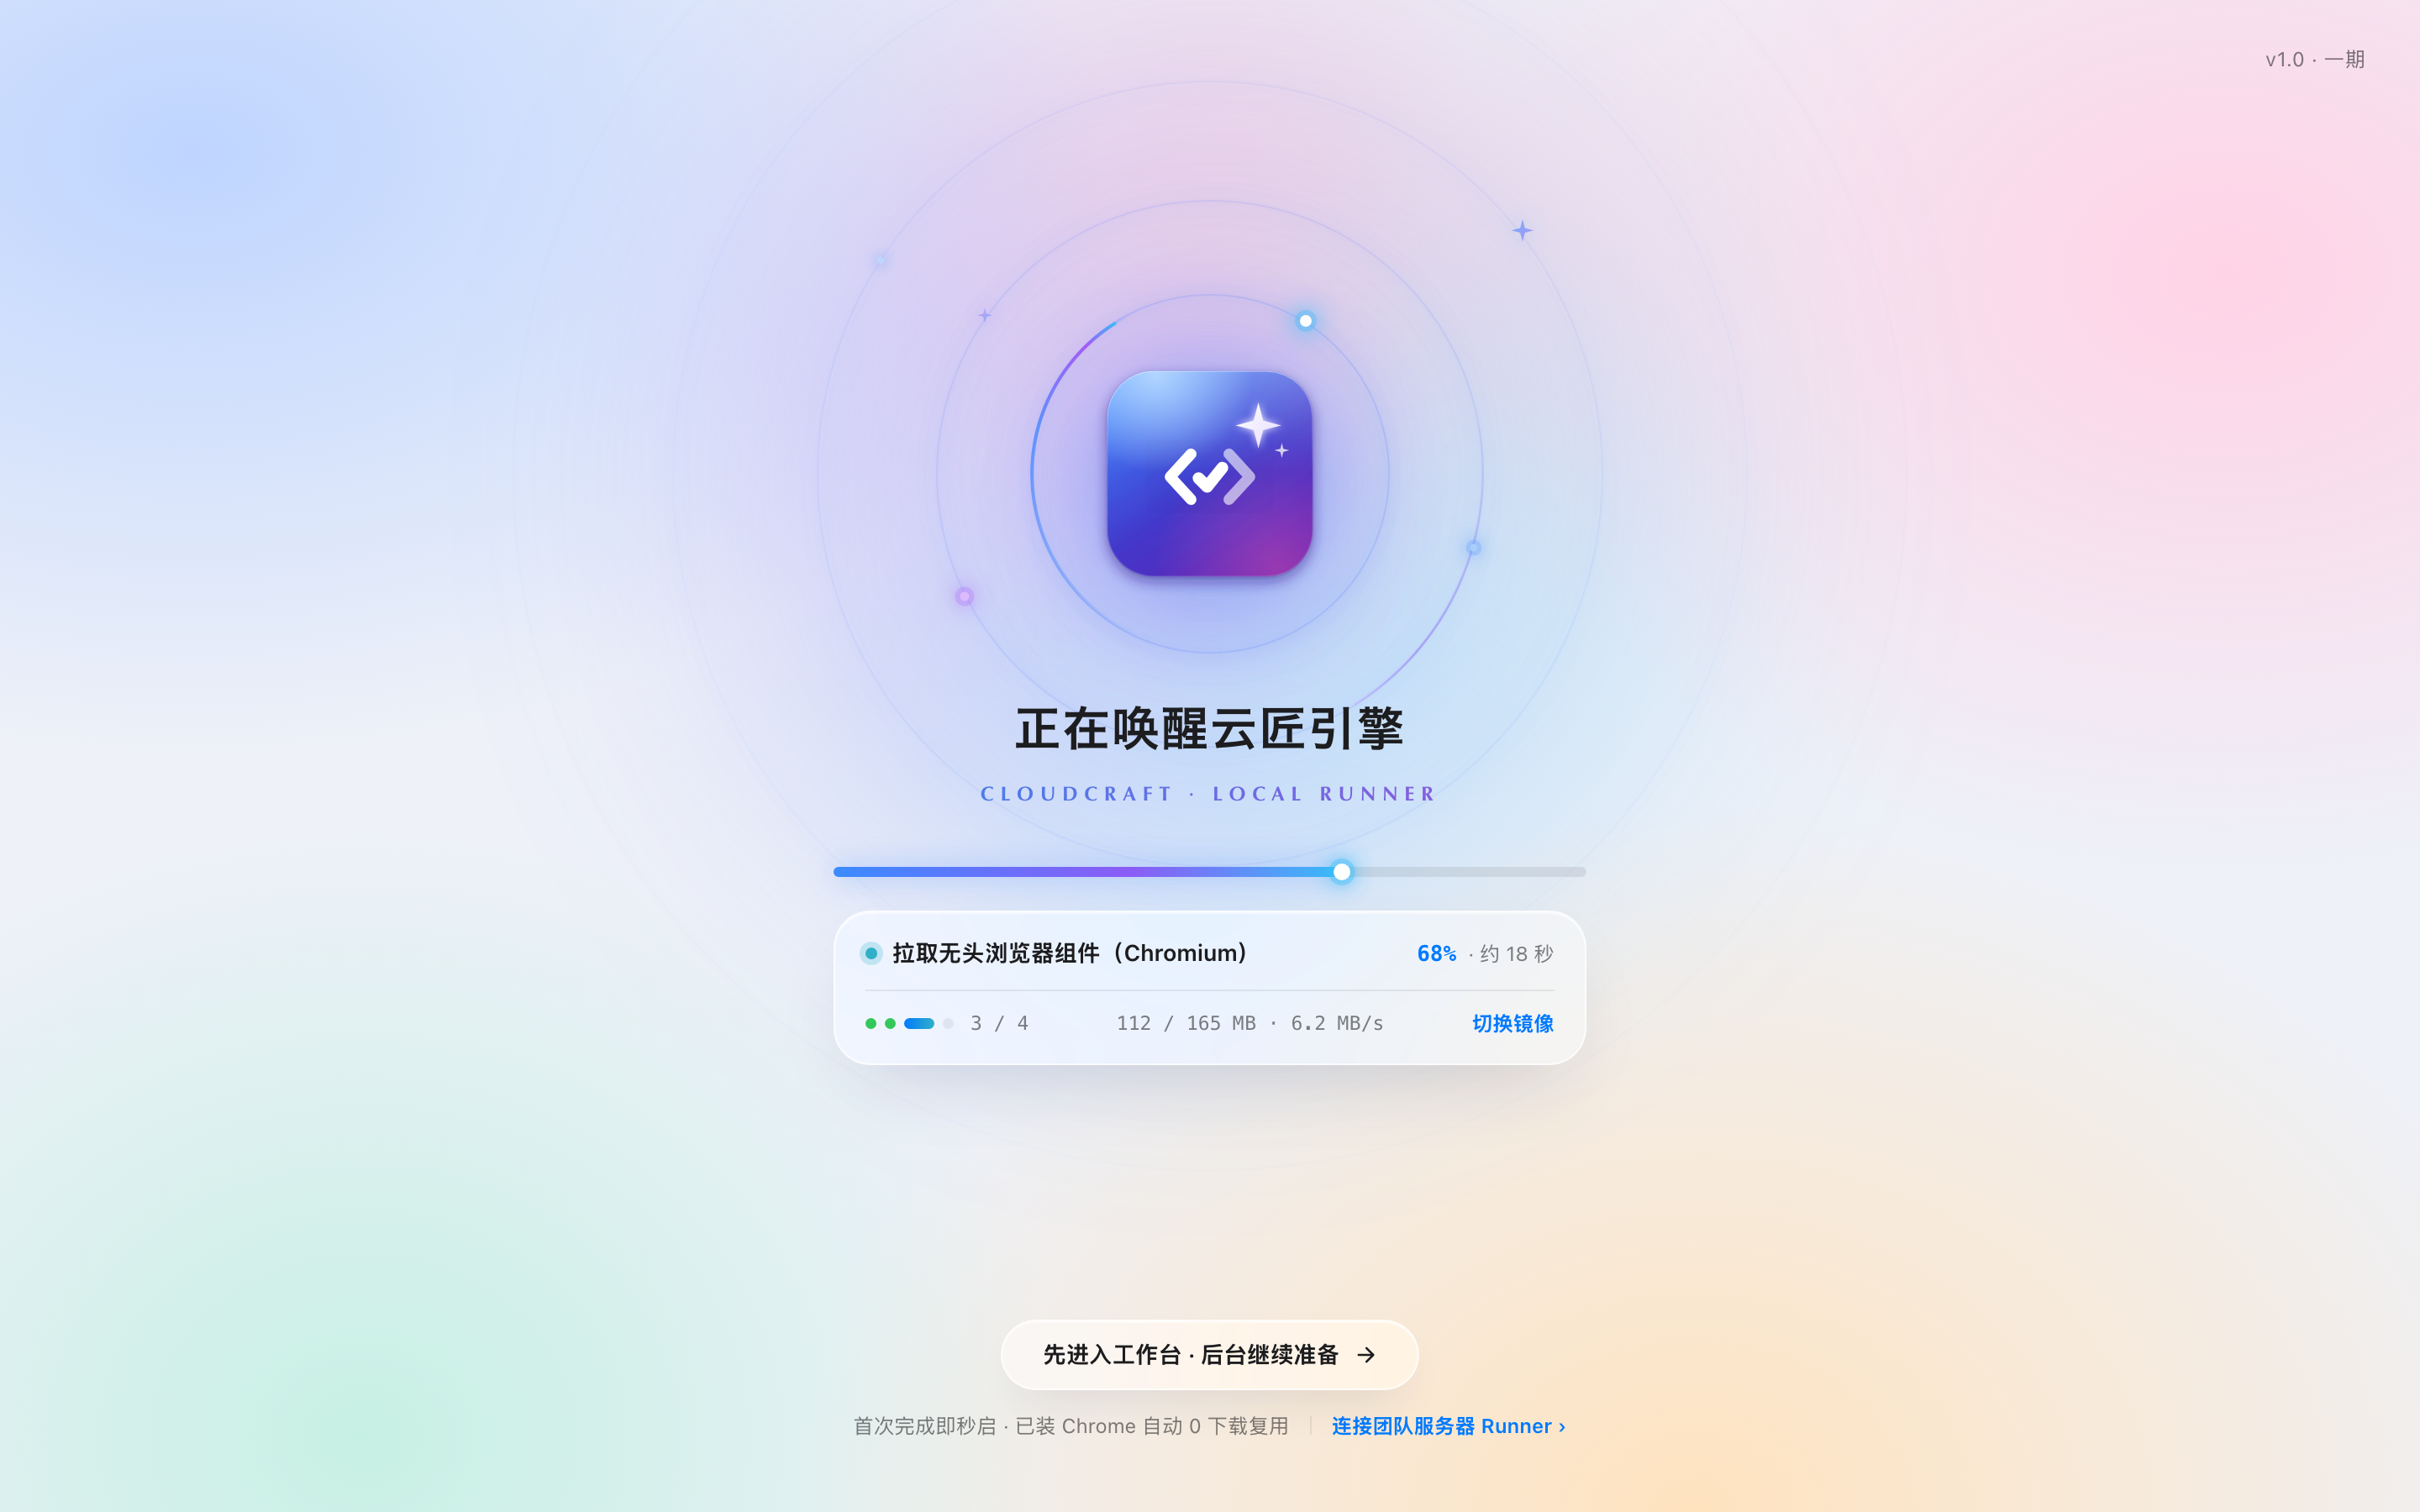 v1.0 · 一期
正在唤醒云匠引擎
CLOUDCRAFT · LOCAL RUNNER
拉取无头浏览器组件（Chromium） 68% · 约 18 秒
3 / 4 112 / 165 MB · 6.2 MB/s 切换镜像
先进入工作台 · 后台继续准备 →
首次完成即秒启 · 已装 Chrome 自动 0 下载复用 | 连接团队服务器 Runner ›